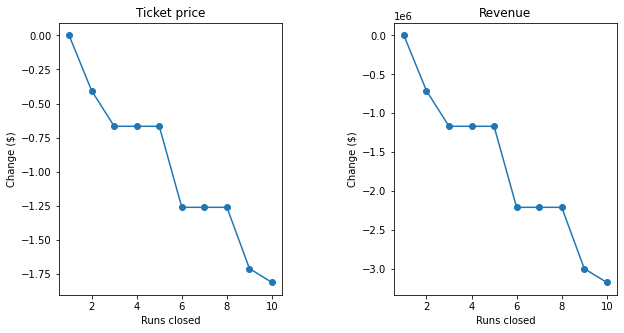 Ticket price
0.00
−0.25
−0.50
−0.75
−1.00
−1.25
−1.50
−1.75
Change ($)
2 4 6 8 10
Runs closed
Revenue
1e6
0.0
−0.5
−1.0
−1.5
−2.0
−2.5
−3.0
Change ($)
2 4 6 8 10
Runs closed